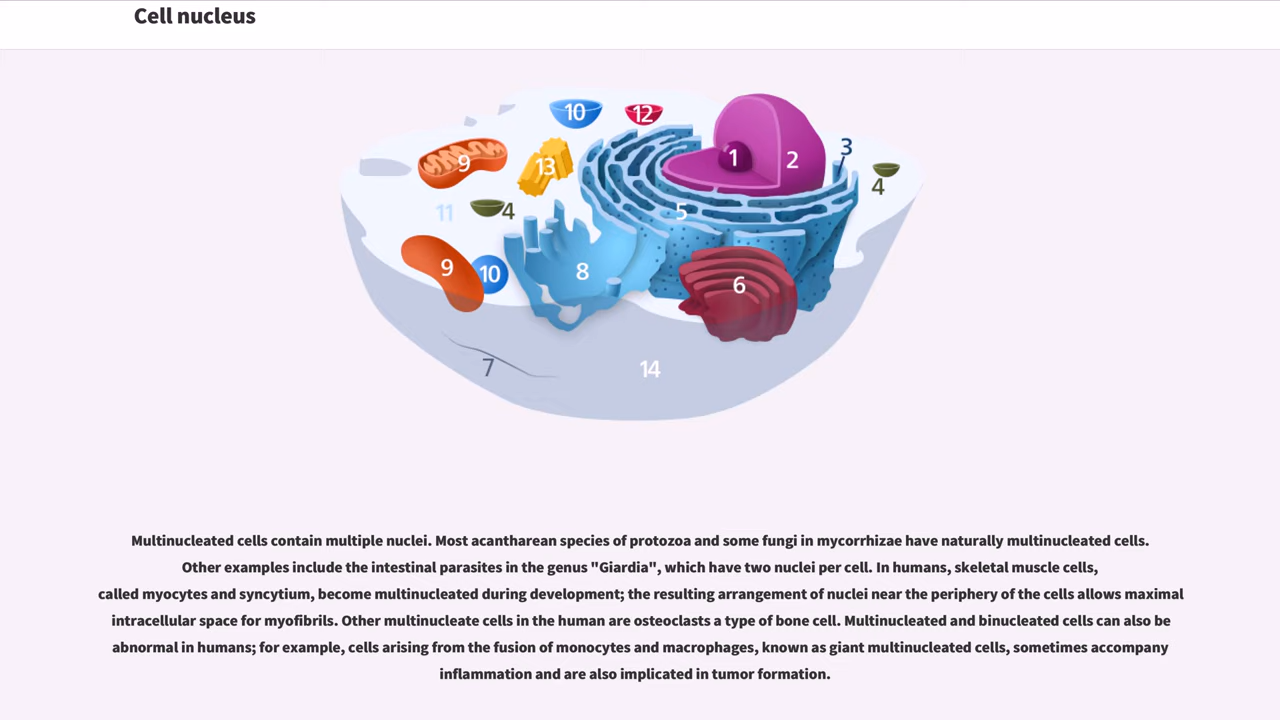 Cell nucleus
10
12
1
2
3
9
13
4
11
4
5
9
10
8
6
7
14
Multinucleated cells contain multiple nuclei. Most acantharean species of protozoa and some fungi in mycorrhizae have naturally multinucleated cells.
Other examples include the intestinal parasites in the genus "Giardia", which have two nuclei per cell. In humans, skeletal muscle cells,
called myocytes and syncytium, become multinucleated during development; the resulting arrangement of nuclei near the periphery of the cells allows maximal
intracellular space for myofibrils. Other multinucleate cells in the human are osteoclasts a type of bone cell. Multinucleated and binucleated cells can also be
abnormal in humans; for example, cells arising from the fusion of monocytes and macrophages, known as giant multinucleated cells, sometimes accompany
inflammation and are also implicated in tumor formation.